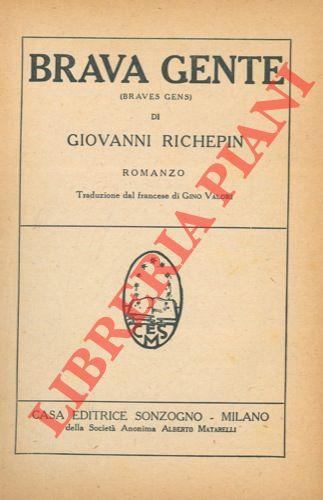 BRAVA GENTE
(BRAVES GENS)
DI
GIOVANNI RICHEPIN
ROMANZO
Traduzione dal francese di GINO VALORI
CESM
CASA EDITRICE SONZOGNO - MILANO
della Società Anonima ALBERTO MATARELLI
LIBRERIA PIANI